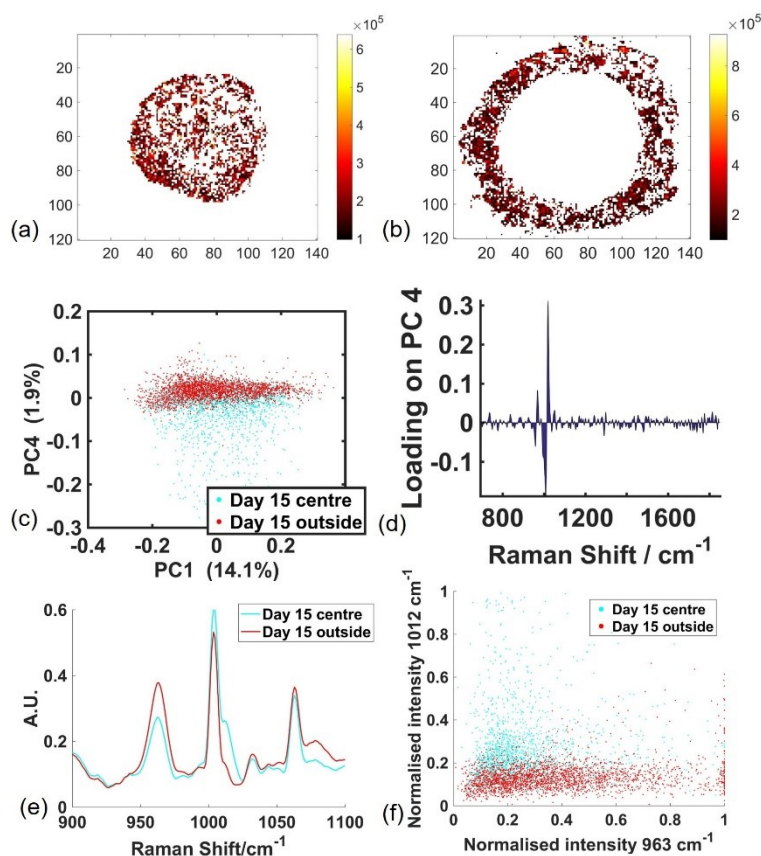 ×10⁵
6
5
4
3
2
1
20
40
60
80
100
120
20 40 60 80 100 120 140
(a)
×10⁵
8
6
4
2
20
40
60
80
100
120
20 40 60 80 100 120 140
(b)
0.2
0.1
0
-0.1
-0.2
-0.3
PC4 (1.9%)
Day 15 centre
Day 15 outside
-0.4 -0.2 0 0.2
PC1 (14.1%)
(c)
0.3
0.2
0.1
0
-0.1
Loading on PC 4
800 1200 1600
Raman Shift / cm⁻¹
(d)
0.6
0.4
0.2
0
A.U.
Day 15 centre
Day 15 outside
900 950 1000 1050 1100
Raman Shift/cm⁻¹
(e)
1
0.8
0.6
0.4
0.2
0
Normalised intensity 1012 cm⁻¹
Day 15 centre
Day 15 outside
0 0.2 0.4 0.6 0.8 1
Normalised intensity 963 cm⁻¹
(f)